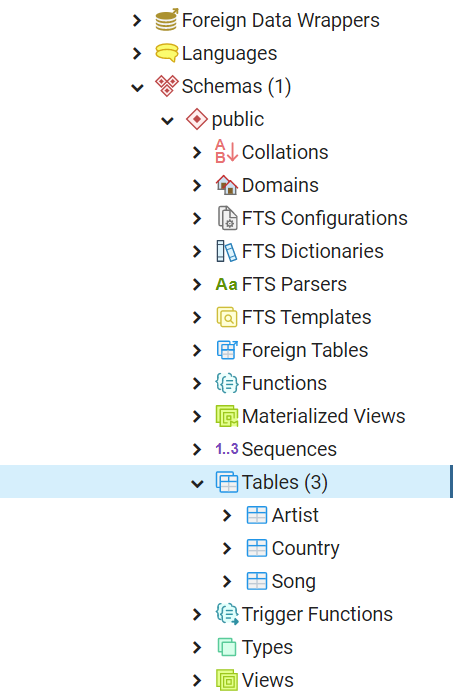 Foreign Data Wrappers
Languages
Schemas (1)
public
A
B Collations
Domains
FTS Configurations
FTS Dictionaries
Aa FTS Parsers
FTS Templates
Foreign Tables
Functions
Materialized Views
1..3 Sequences
Tables (3)
Artist
Country
Song
Trigger Functions
Types
Views